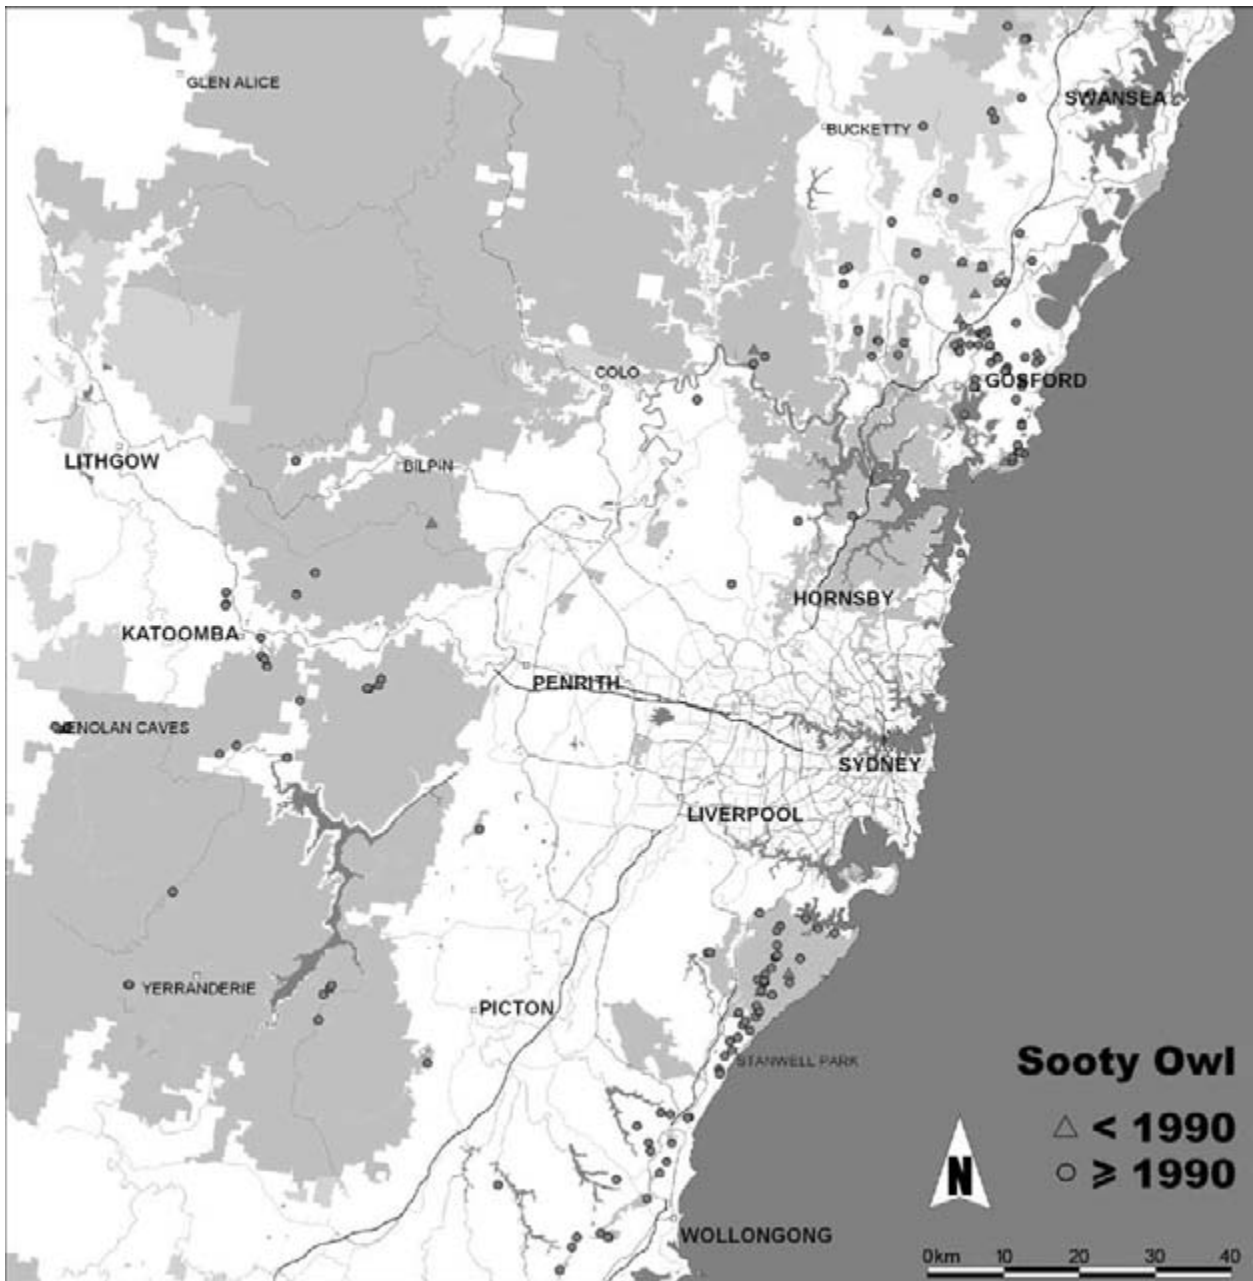 GLEN ALICE
SWANSEA
BUCKETTY
COLO
GOSFORD
LITHGOW
BILPIN
HORNSBY
KATOOMBA
PENRITH
JENOLAN CAVES
SYDNEY
LIVERPOOL
YERRANDERIE
PICTON
STANWELL PARK
Sooty Owl
< 1990
⩾ 1990
N
WOLLONGONG
0km 10 20 30 40